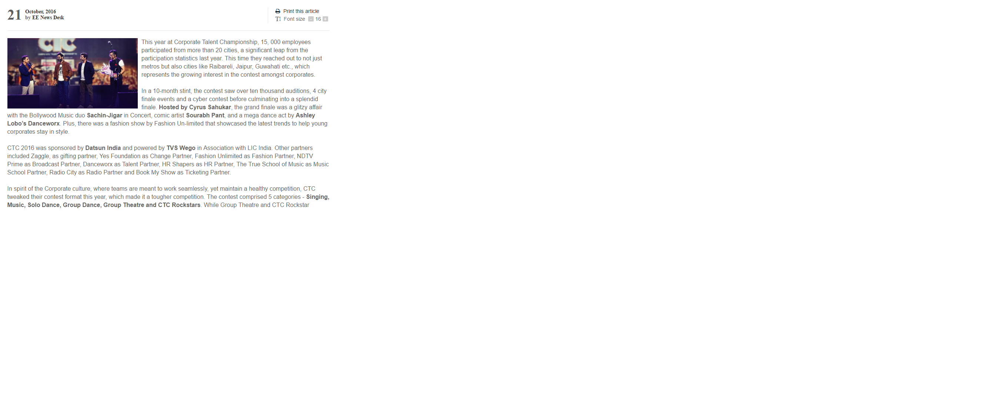 21
October, 2016
by EE News Desk
Print this article
Font size - 16 +
CTC
This year at Corporate Talent Championship, 15, 000 employees
participated from more than 20 cities, a significant leap from the
participation statistics last year. This time they reached out to not just
metros but also cities like Raibareli, Jaipur, Guwahati etc., which
represents the growing interest in the contest amongst corporates.
In a 10-month stint, the contest saw over ten thousand auditions, 4 city
finale events and a cyber contest before culminating into a splendid
finale. Hosted by Cyrus Sahukar, the grand finale was a glitzy affair
with the Bollywood Music duo Sachin-Jigar in Concert, comic artist Sourabh Pant, and a mega dance act by Ashley
Lobo’s Danceworx. Plus, there was a fashion show by Fashion Un-limited that showcased the latest trends to help young
corporates stay in style.
CTC 2016 was sponsored by Datsun India and powered by TVS Wego in Association with LIC India. Other partners
included Zaggle, as gifting partner, Yes Foundation as Change Partner, Fashion Unlimited as Fashion Partner, NDTV
Prime as Broadcast Partner, Danceworx as Talent Partner, HR Shapers as HR Partner, The True School of Music as Music
School Partner, Radio City as Radio Partner and Book My Show as Ticketing Partner.
In spirit of the Corporate culture, where teams are meant to work seamlessly, yet maintain a healthy competition, CTC
tweaked their contest format this year, which made it a tougher competition. The contest comprised 5 categories - Singing,
Music, Solo Dance, Group Dance, Group Theatre and CTC Rockstars. While Group Theatre and CTC Rockstar